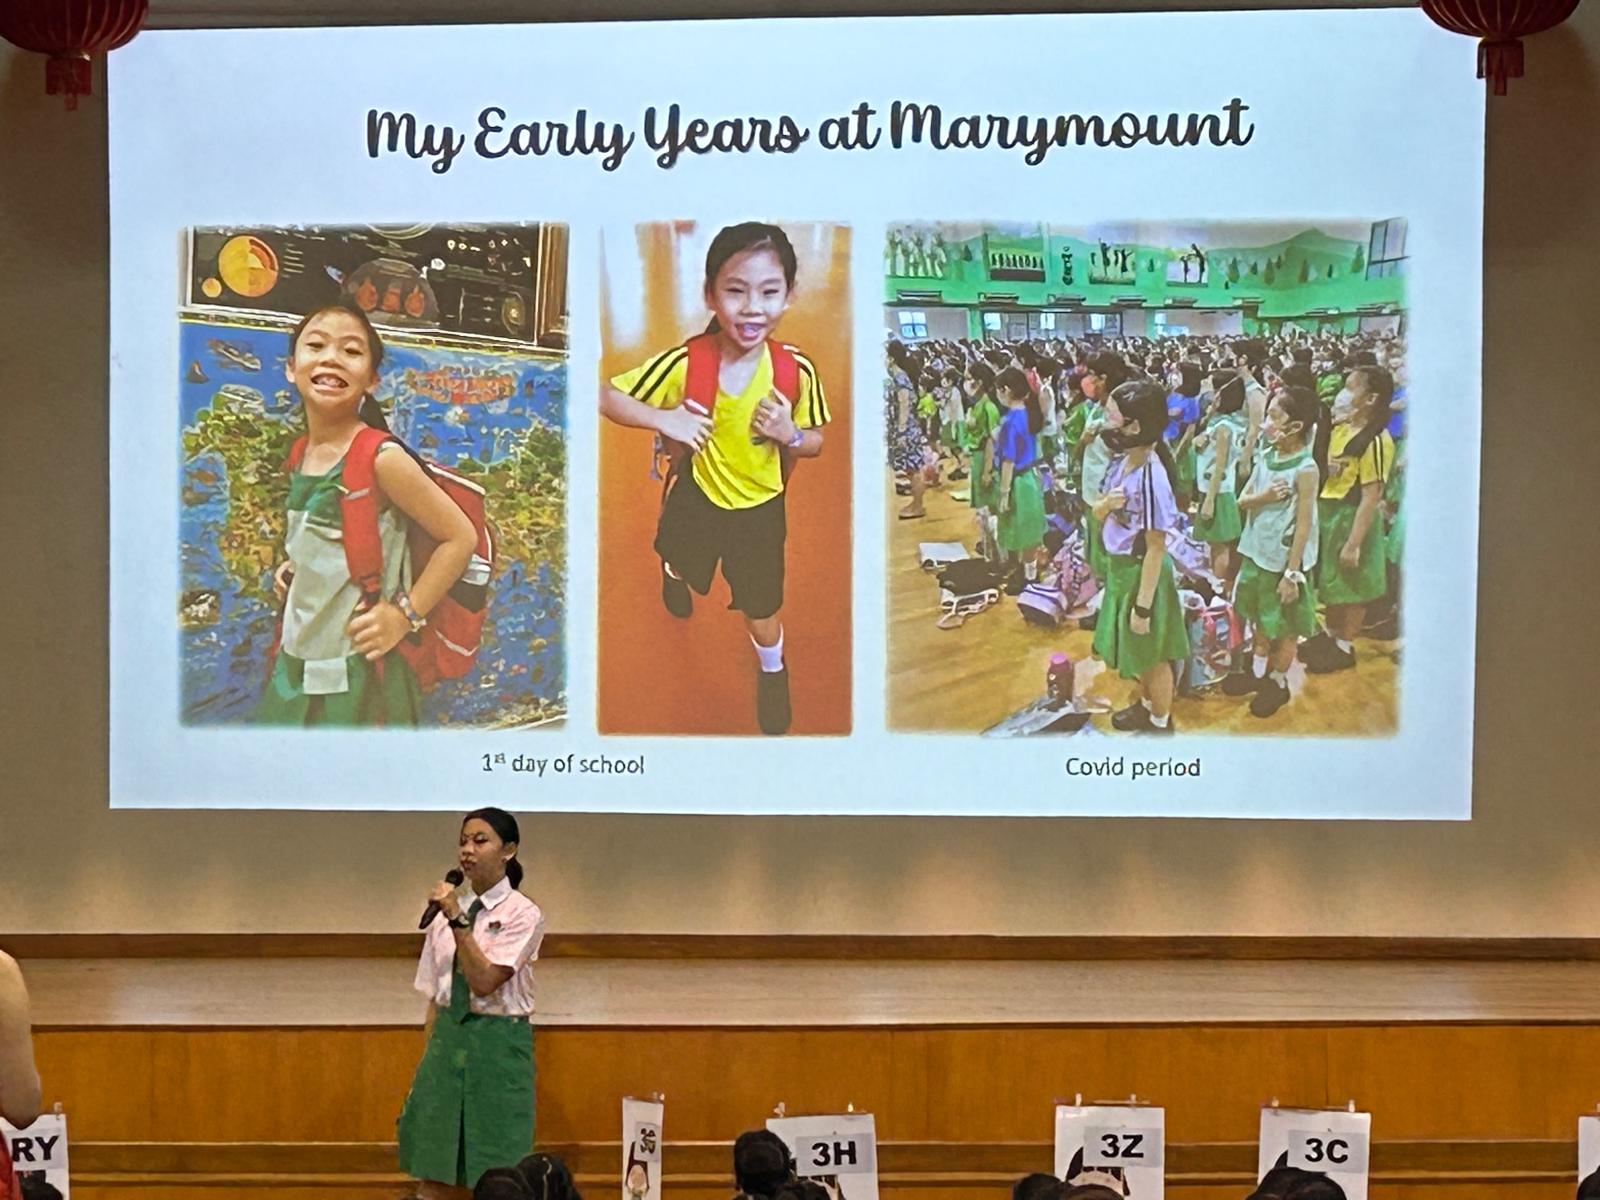 My Early Years at Marymount
1st day of school
Covid period
RY
3H
3Z
3C